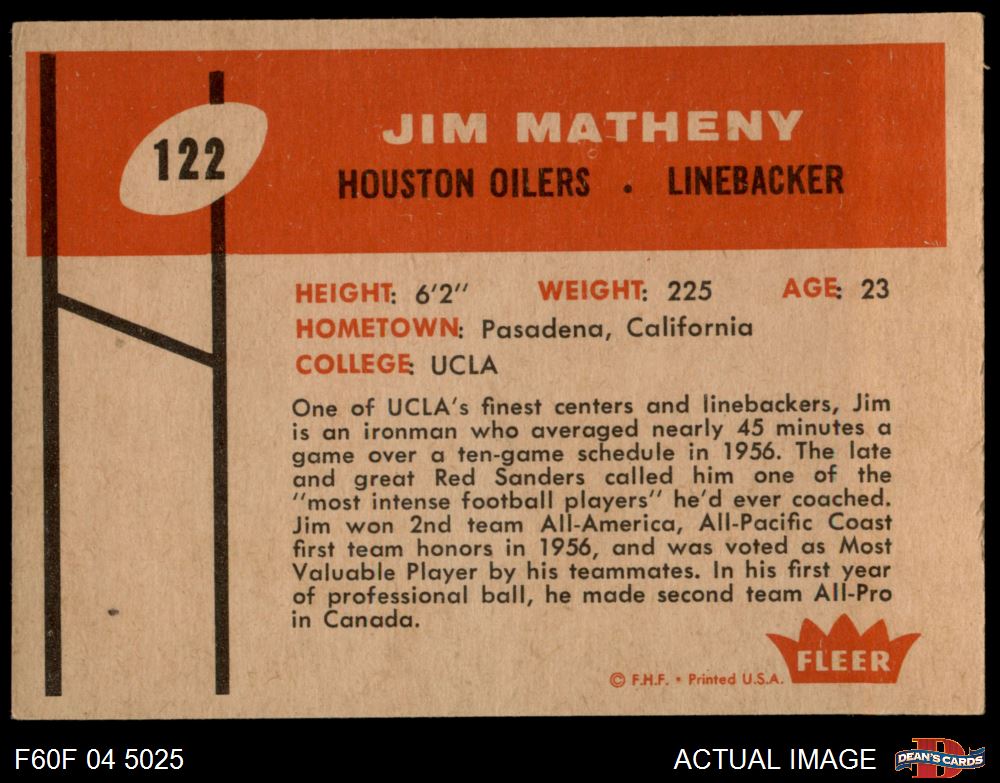 122
JIM MATHENY
HOUSTON OILERS • LINEBACKER
HEIGHT: 6'2" WEIGHT: 225 AGE: 23
HOMETOWN: Pasadena, California
COLLEGE: UCLA
One of UCLA's finest centers and linebackers, Jim
is an ironman who averaged nearly 45 minutes a
game over a ten-game schedule in 1956. The late
and great Red Sanders called him one of the
"most intense football players" he'd ever coached.
Jim won 2nd team All-America, All-Pacific Coast
first team honors in 1956, and was voted as Most
Valuable Player by his teammates. In his first year
of professional ball, he made second team All-Pro
in Canada.
FLEER
© F.H.F. • Printed U.S.A.
F60F 04 5025 ACTUAL IMAGE D DEAN'S CARDS